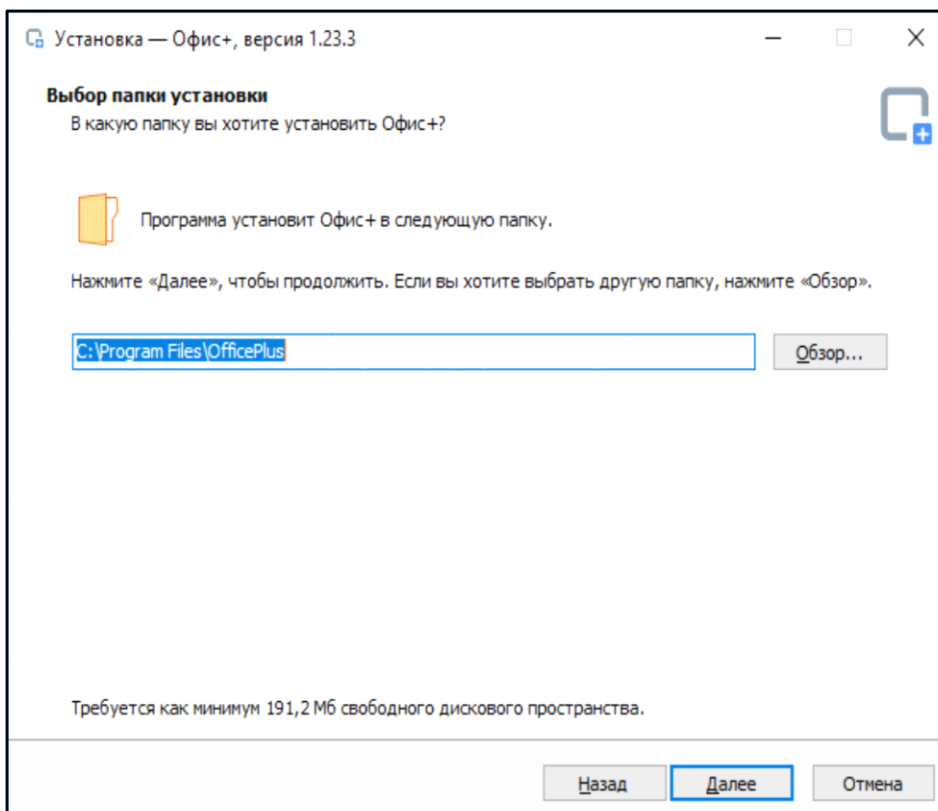 Установка — Офис+, версия 1.23.3
Выбор папки установки
В какую папку вы хотите установить Офис+?
Программа установит Офис+ в следующую папку.
Нажмите «Далее», чтобы продолжить. Если вы хотите выбрать другую папку, нажмите «Обзор».
C:\Program Files\OfficePlus
Обзор...
Требуется как минимум 191,2 Мб свободного дискового пространства.
Назад
Далее
Отмена